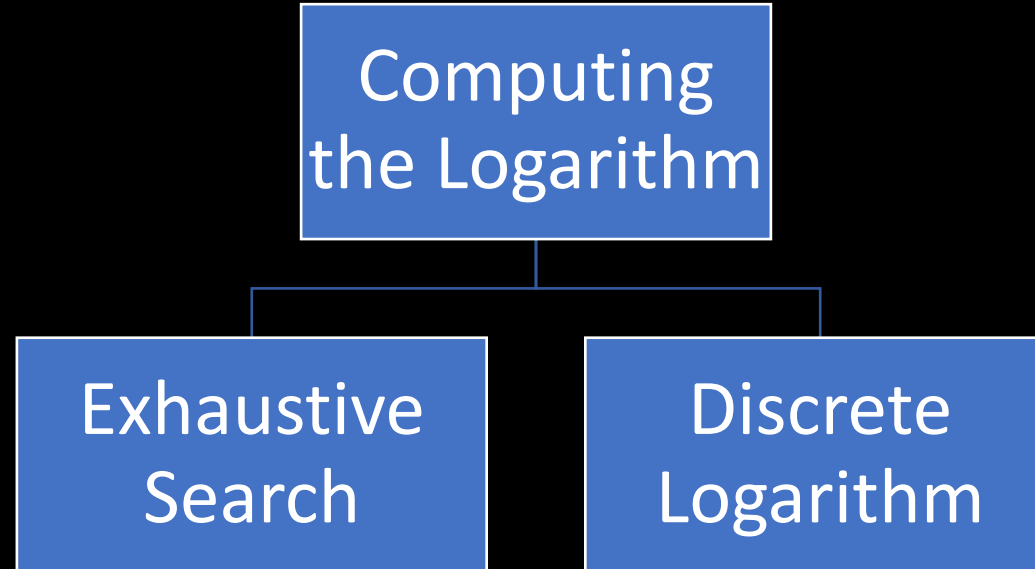 Computing
the Logarithm
Exhaustive
Search
Discrete
Logarithm